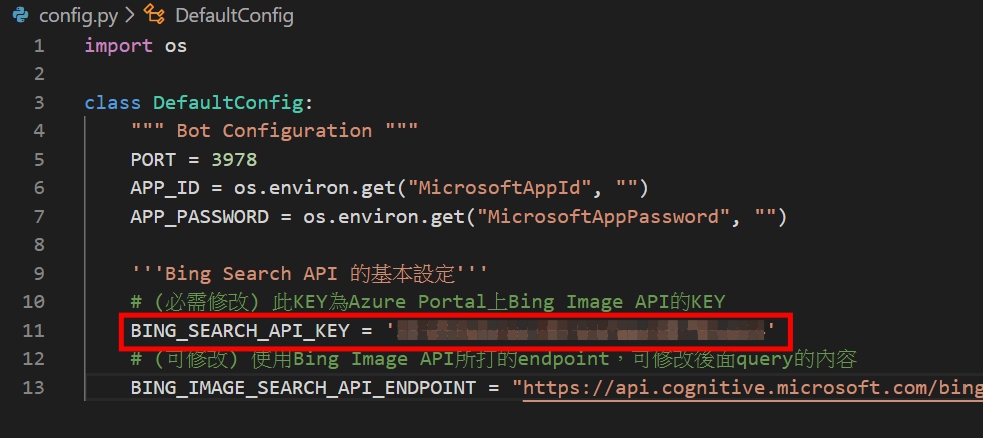 config.py > DefaultConfig
1 import os
2
3 class DefaultConfig:
4 """ Bot Configuration """
5 PORT = 3978
6 APP_ID = os.environ.get("MicrosoftAppId", "")
7 APP_PASSWORD = os.environ.get("MicrosoftAppPassword", "")
8
9 '''Bing Search API 的基本設定'''
10 # (必需修改) 此KEY為Azure Portal上Bing Image API的KEY
11 BING_SEARCH_API_KEY = ''
12 # (可修改) 使用Bing Image API所打的endpoint，可修改後面query的內容
13 BING_IMAGE_SEARCH_API_ENDPOINT = "https://api.cognitive.microsoft.com/bing